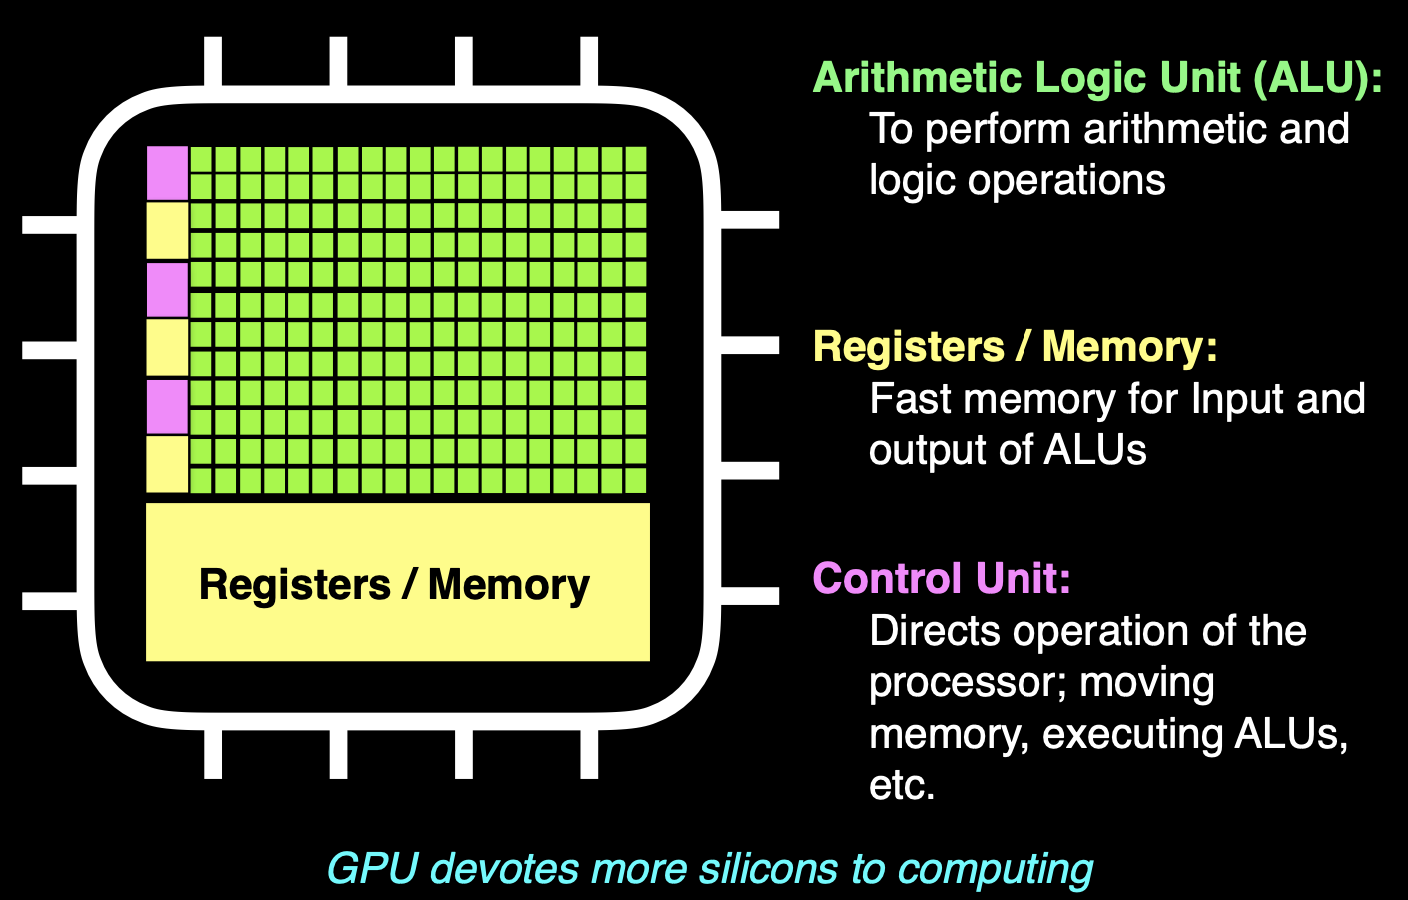 Arithmetic Logic Unit (ALU):
To perform arithmetic and
logic operations
Registers / Memory:
Fast memory for Input and
output of ALUs
Registers / Memory
Control Unit:
Directs operation of the
processor; moving
memory, executing ALUs,
etc.
GPU devotes more silicons to computing